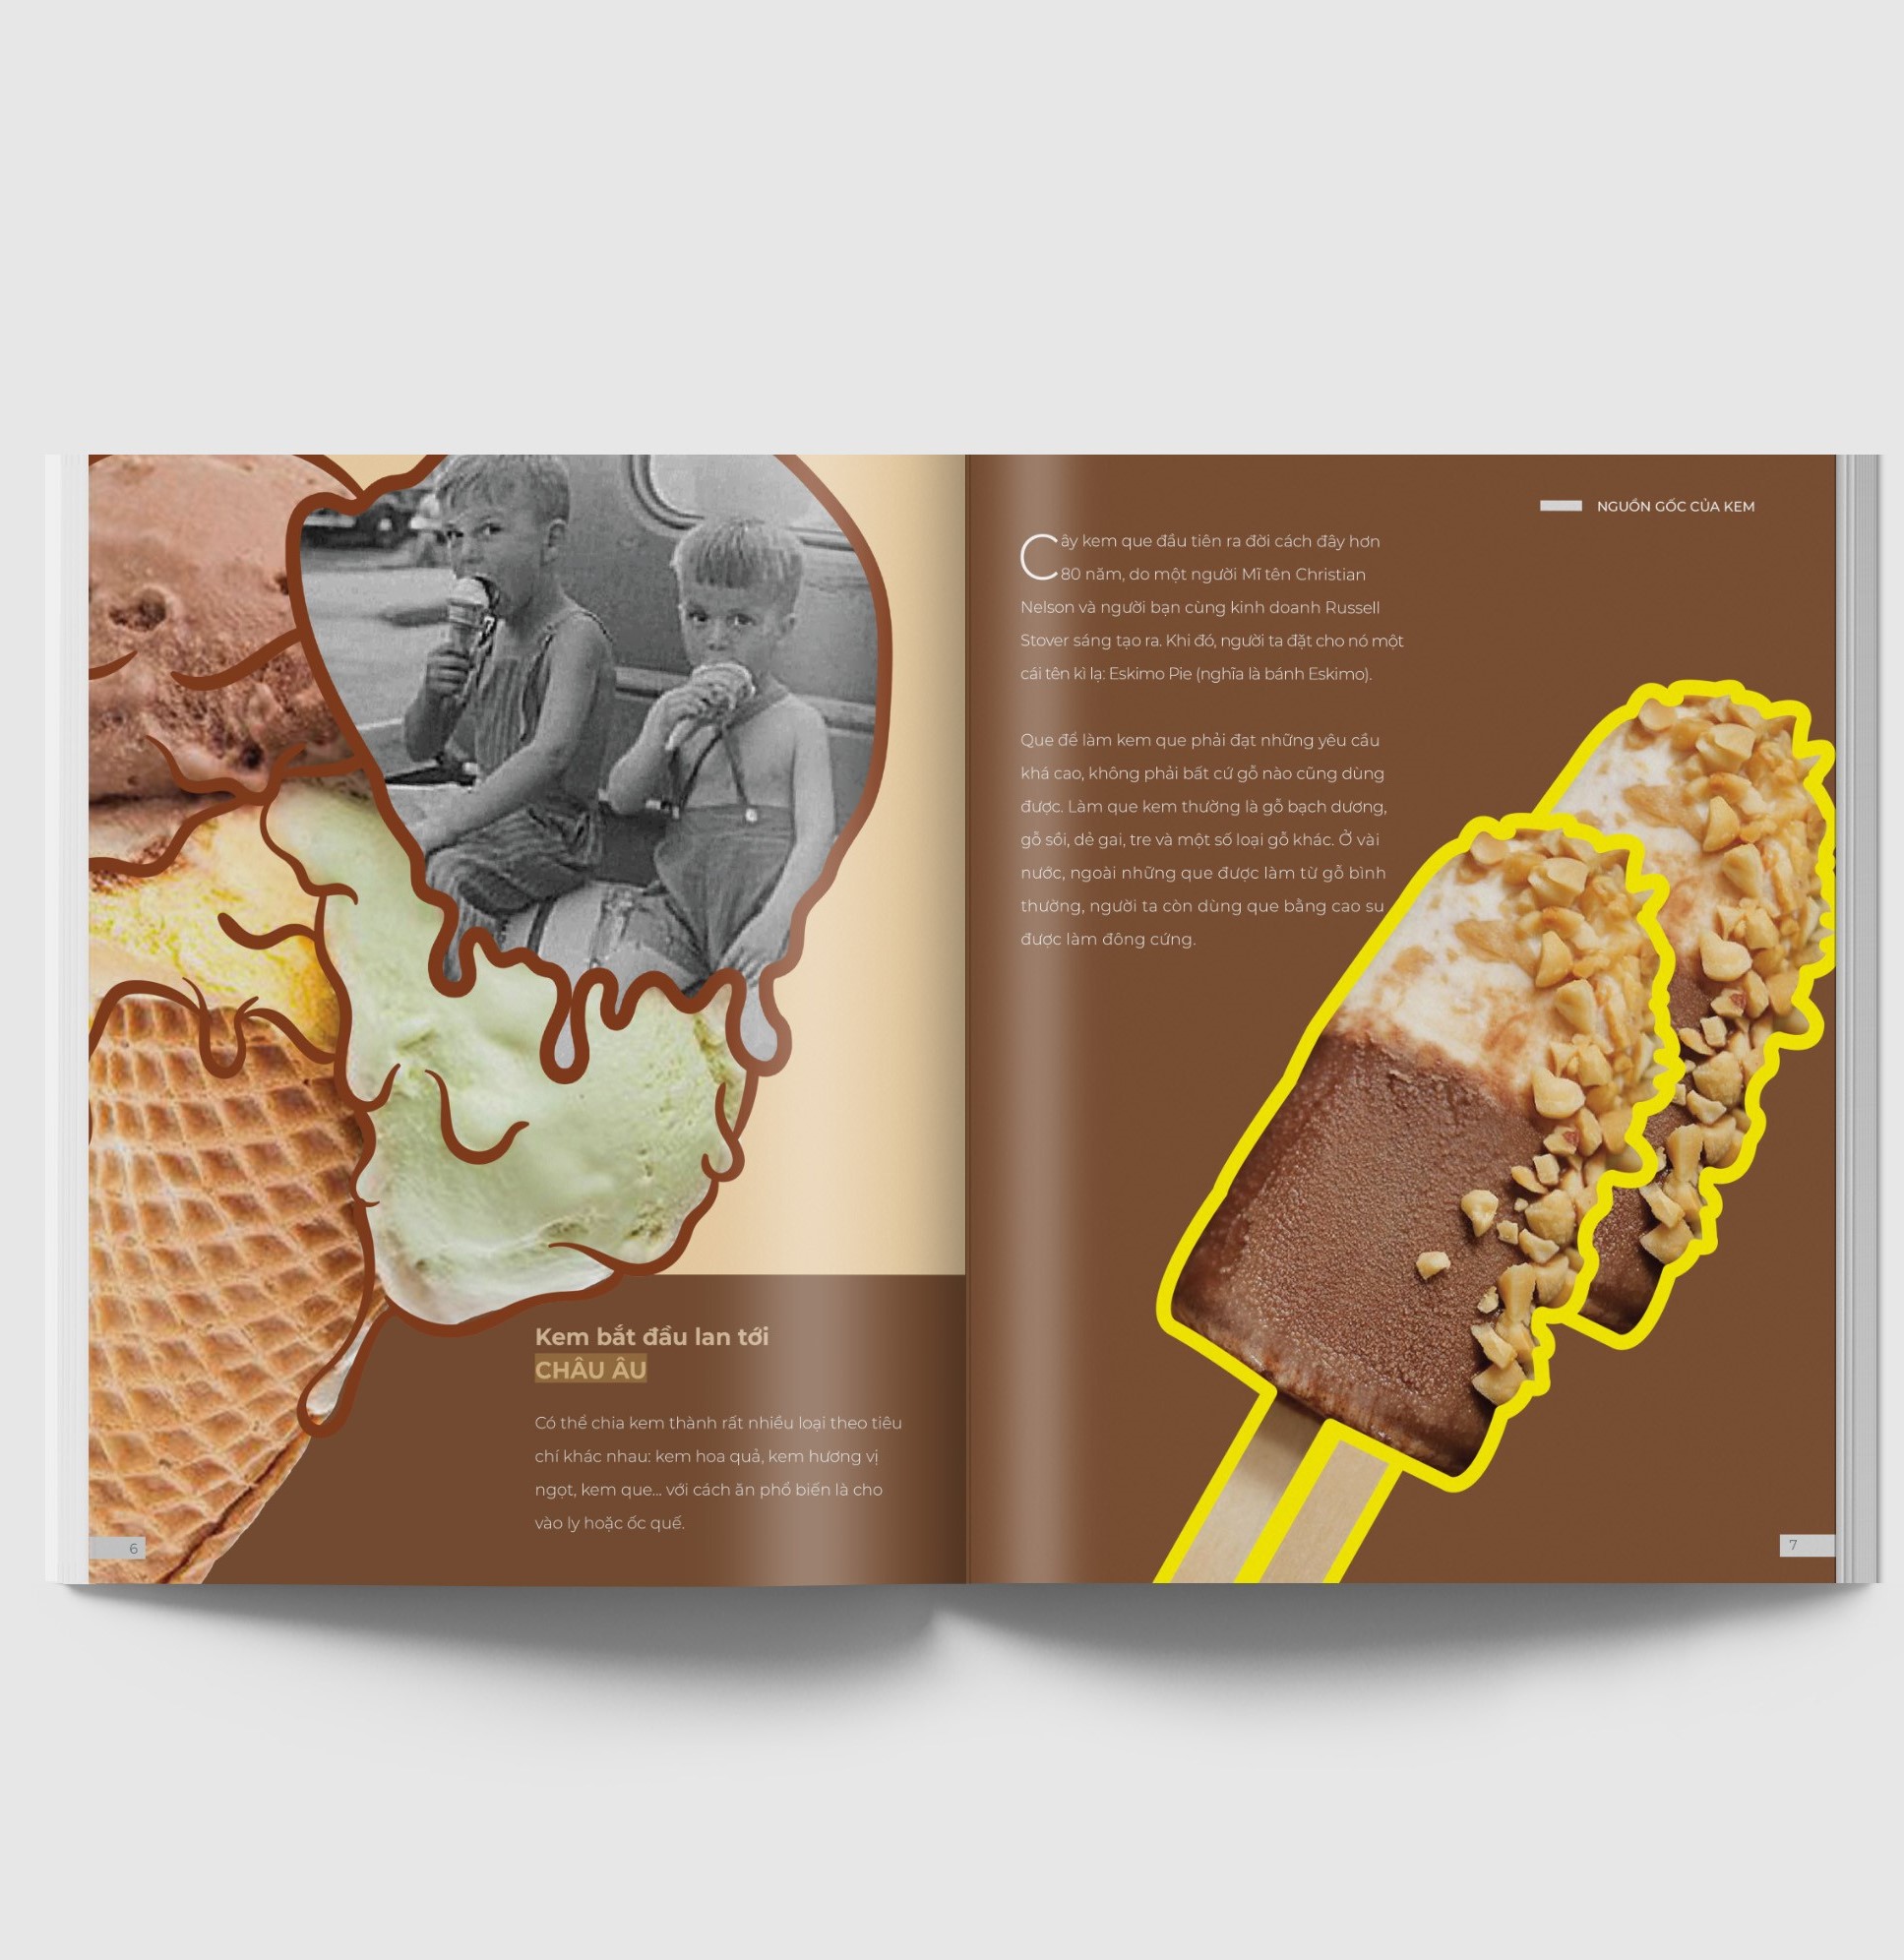 Kem bắt đầu lan tới
CHÂU ÂU
Có thể chia kem thành rất nhiều loại theo tiêu
chí khác nhau: kem hoa quả, kem hương vị
ngọt, kem que... với cách ăn phổ biến là cho
vào ly hoặc ốc quế.
6
NGUỒN GỐC CỦA KEM
Cây kem que đầu tiên ra đời cách đây hơn
80 năm, do một người Mĩ tên Christian
Nelson và người bạn cùng kinh doanh Russell
Stover sáng tạo ra. Khi đó, người ta đặt cho nó một
cái tên kì lạ: Eskimo Pie (nghĩa là bánh Eskimo).
Que để làm kem que phải đạt những yêu cầu
khá cao, không phải bất cứ gỗ nào cũng dùng
được. Làm que kem thường là gỗ bạch dương,
gỗ sồi, dẻ gai, tre và một số loại gỗ khác. Ở vài
nước, ngoài những que được làm từ gỗ bình
thường, người ta còn dùng que bằng cao su
được làm đông cứng.
7